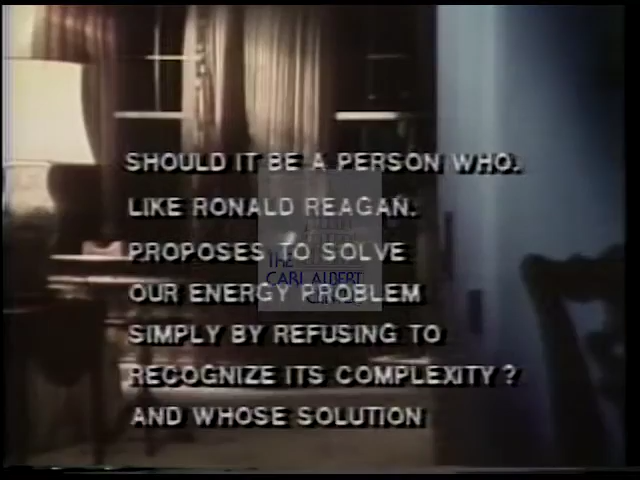 SHOULD IT BE A PERSON WHO,
LIKE RONALD REAGAN,
PROPOSES TO SOLVE
OUR ENERGY PROBLEM
SIMPLY BY REFUSING TO
RECOGNIZE ITS COMPLEXITY?
AND WHOSE SOLUTION
THE
CARL ALBERT
CENTER